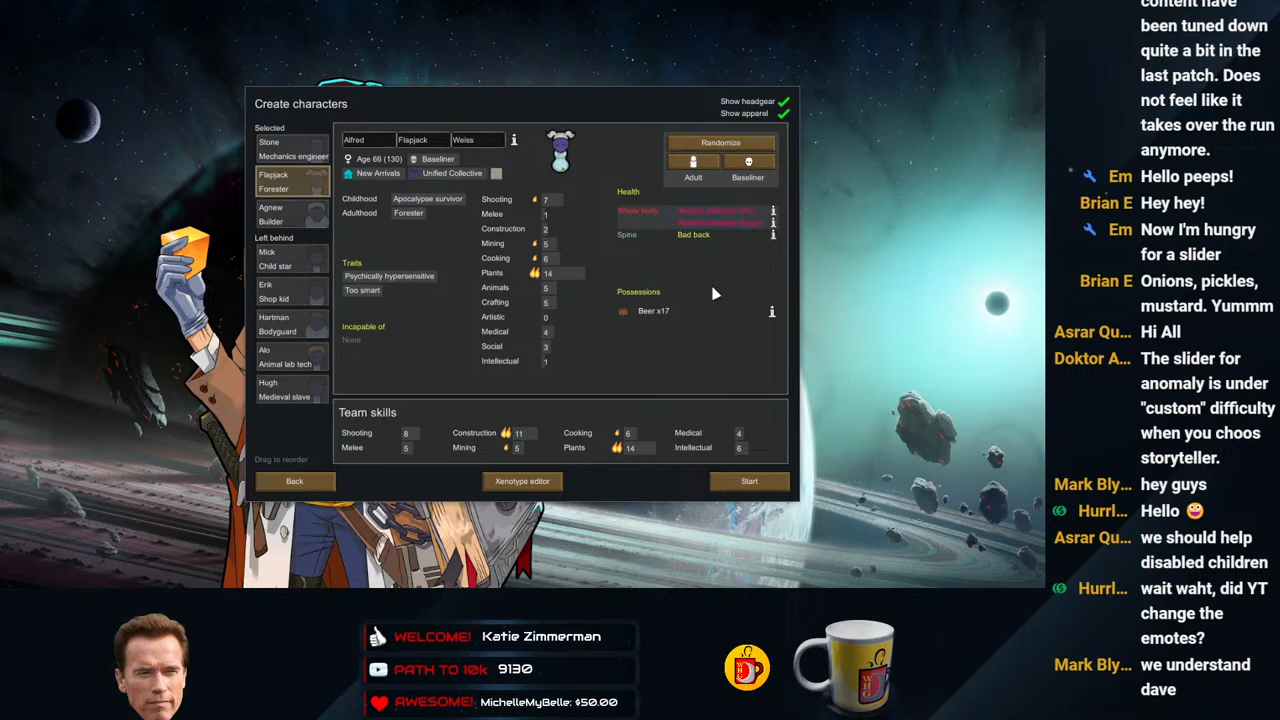 Create characters
Show headgear
Show apparel
Selected
Stone
Mechanics engineer
Flapjack
Forester
Agnew
Builder
Left behind
Mick
Child star
Erik
Shop kid
Hartman
Bodyguard
Alo
Animal lab tech
Hugh
Medieval slave
Drag to reorder
Alfred Flapjack Weiss
Age 66 (130) Baseliner
New Arrivals Unified Collective
Childhood Apocalypse survivor
Adulthood Forester
Traits
Psychically hypersensitive
Too smart
Incapable of
None
Shooting 7
Melee 1
Construction 2
Mining 5
Cooking 6
Plants 14
Animals 5
Crafting 5
Artistic 0
Medical 4
Social 3
Intellectual 1
Randomize
Adult Baseliner
Health
Whole body
Spine Bad back
Possessions
Beer x17
Team skills
Shooting 8 Construction 11 Cooking 6 Medical 4
Melee 5 Mining 5 Plants 14 Intellectual 6
Back Xenotype editor Start
WELCOME! Katie Zimmerman
PATH TO 10K 9130
AWESOME! MichelleMyBelle: $50.00
WHG
WHG
content have
been tuned down
quite a bit in the
last patch. Does
not feel like it
takes over the run
anymore.
Em Hello peeps!
Brian E Hey hey!
Em Now I'm hungry
for a slider
Brian E Onions, pickles,
mustard. Yummm
Asrar Qu... Hi All
Doktor A... The slider for
anomaly is under
"custom" difficulty
when you choos
storyteller.
Mark Bly... hey guys
Hurrl... Hello
Asrar Qu... we should help
disabled children
Hurrl... wait waht, did YT
change the
emotes?
Mark Bly... we understand
dave